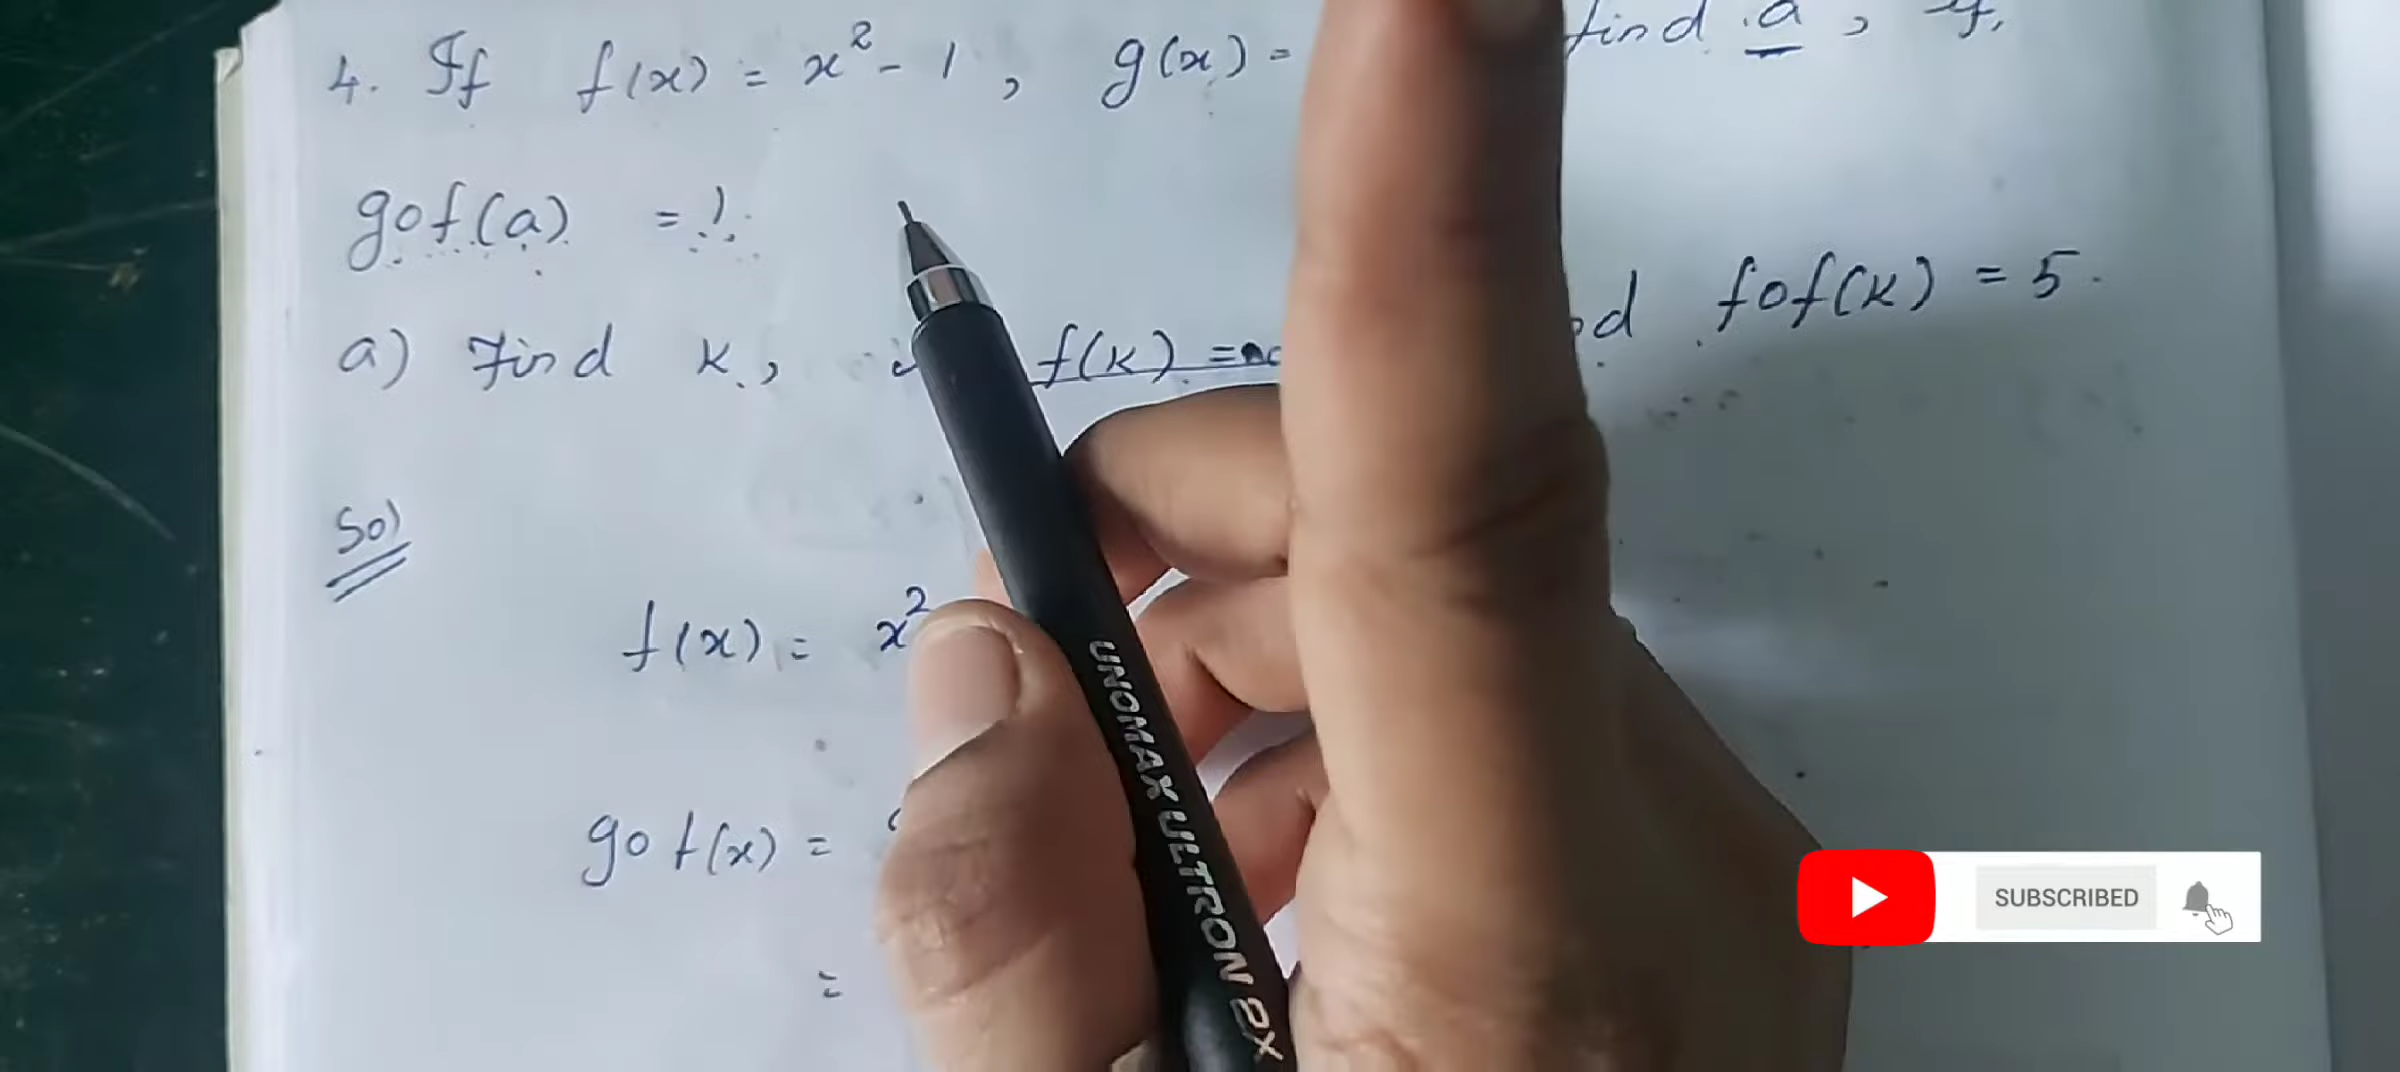 4. If f(x) = x² - 1, g(x) = find a, if,
gof(a) = 1.
a) Find k, f(k) = fof(k) = 5.
Sol
f(x) = x²
gof(x) =
=
UNOMAX ULTRON 2X
SUBSCRIBED